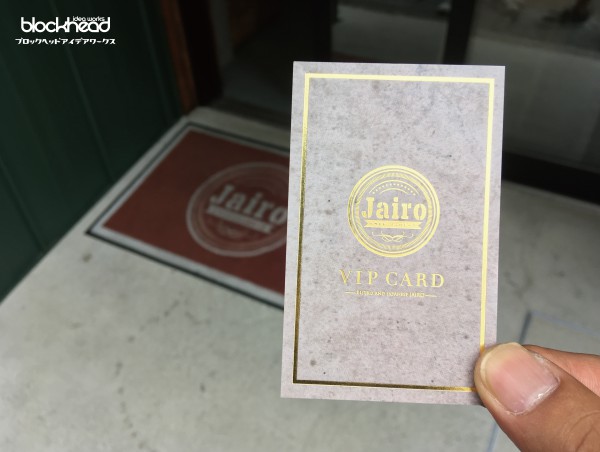 idea works
blockhead
ブロックヘッドアイデアワークス
Jairo
Jairo
VIP CARD